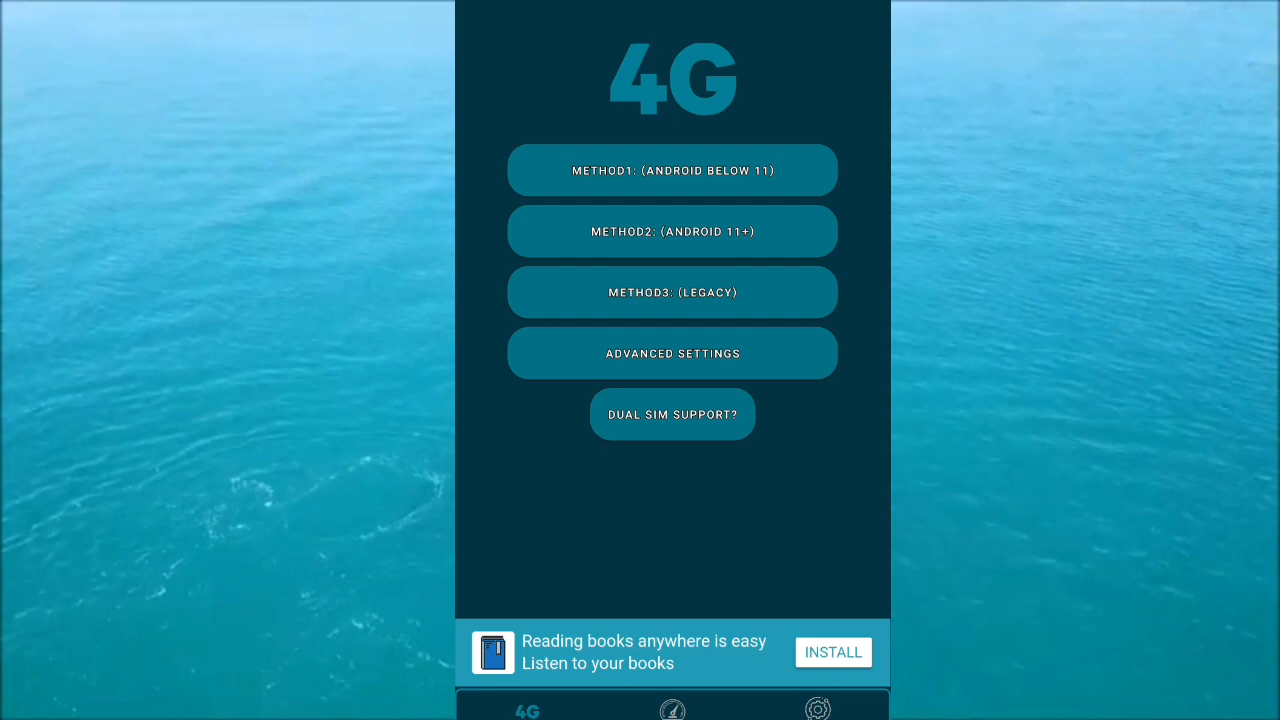 4G
METHOD1: (ANDROID BELOW 11)
METHOD2: (ANDROID 11+)
METHOD3: (LEGACY)
ADVANCED SETTINGS
DUAL SIM SUPPORT?
Reading books anywhere is easy
Listen to your books
INSTALL
4G